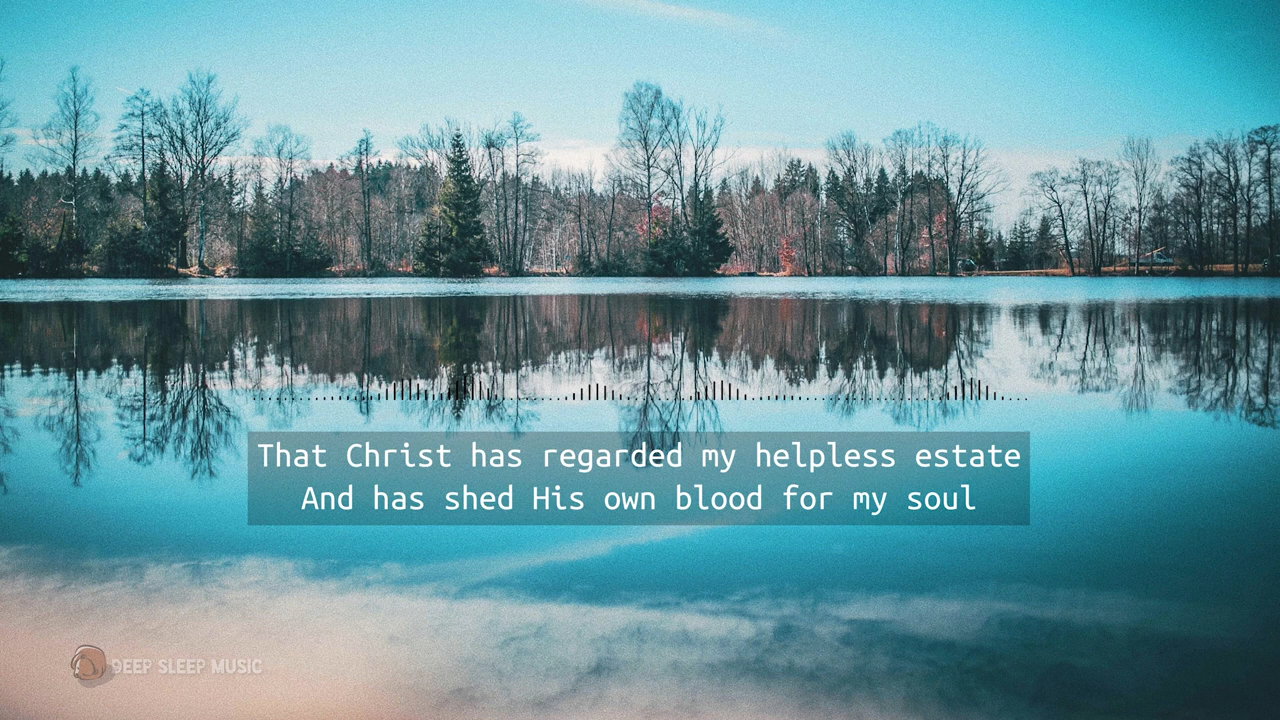 That Christ has regarded my helpless estate
And has shed His own blood for my soul
DEEP SLEEP MUSIC